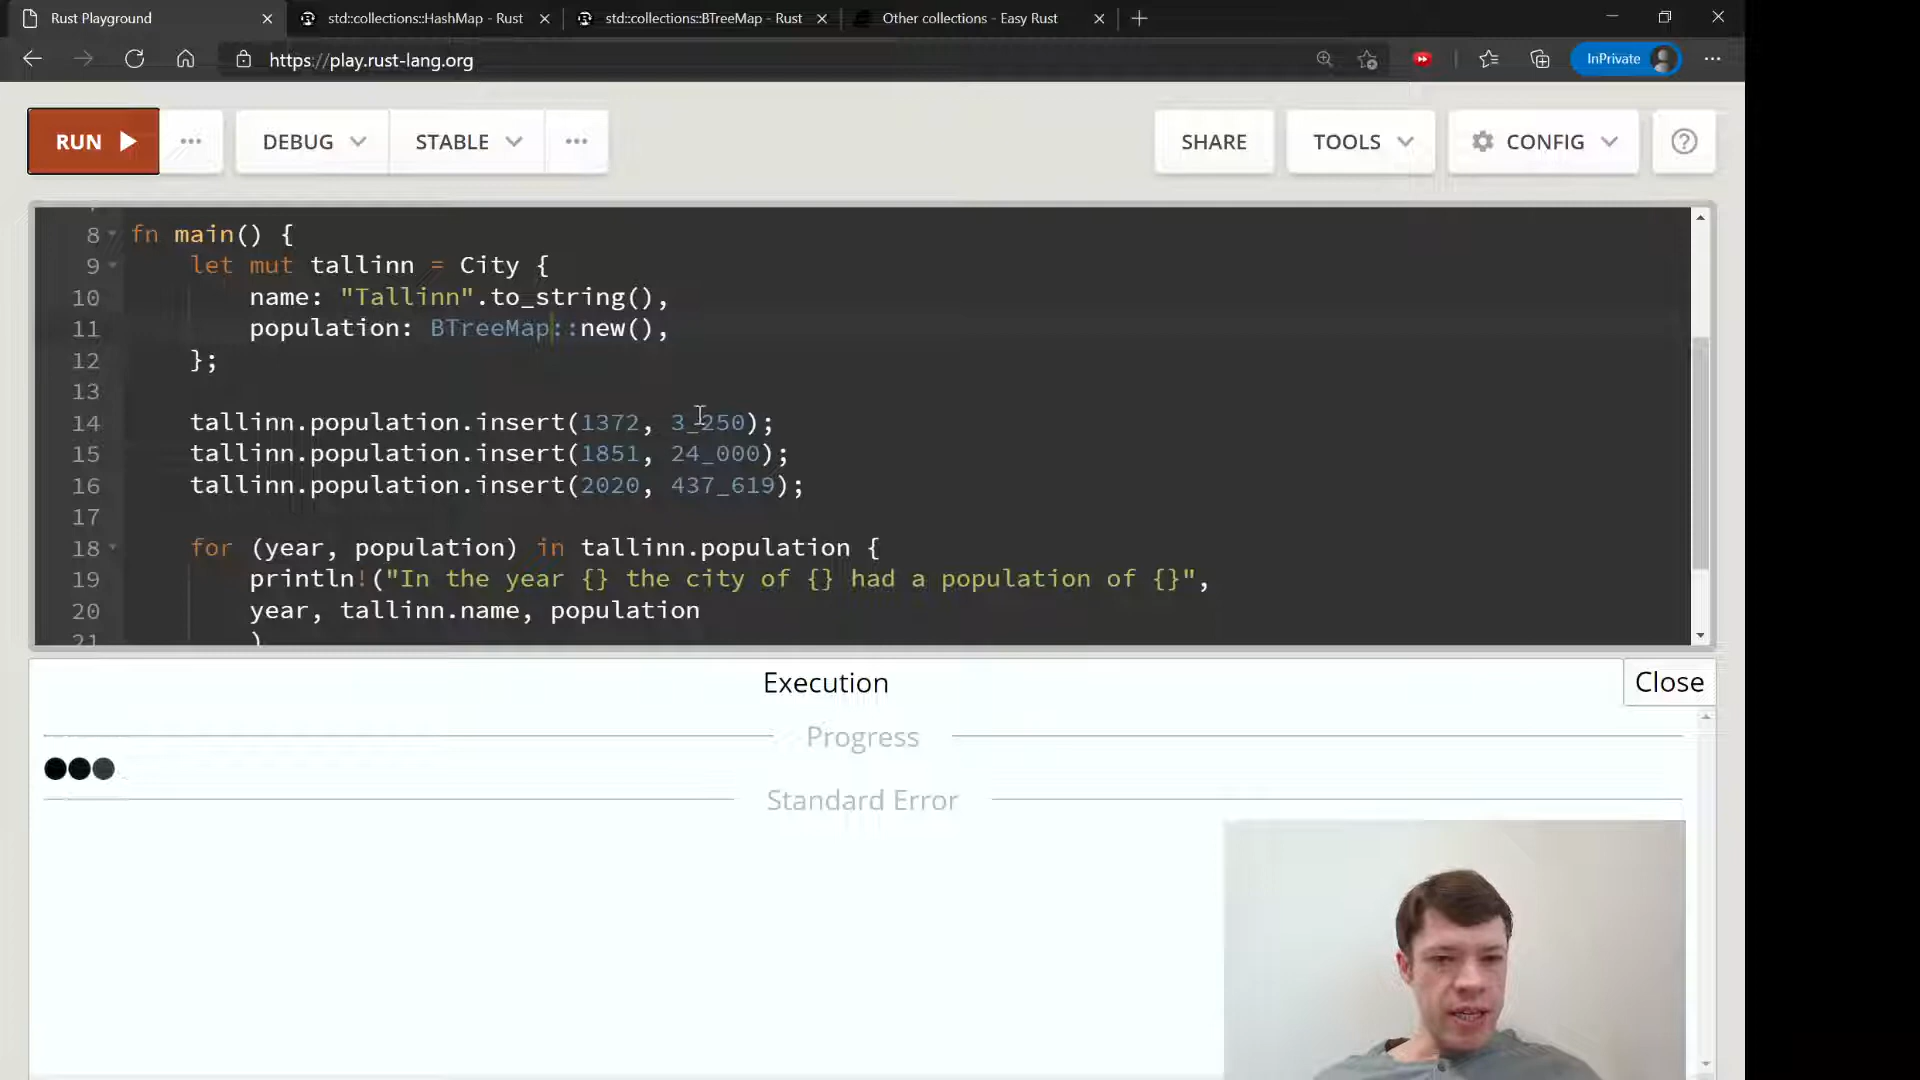 Rust Playground
std::collections::HashMap - Rust
std::collections::BTreeMap - Rust
Other collections - Easy Rust
https://play.rust-lang.org
InPrivate
RUN
DEBUG
STABLE
SHARE
TOOLS
CONFIG
8 fn main() {
9 let mut tallinn = City {
10 name: "Tallinn".to_string(),
11 population: BTreeMap::new(),
12 };
13
14 tallinn.population.insert(1372, 3_250);
15 tallinn.population.insert(1851, 24_000);
16 tallinn.population.insert(2020, 437_619);
17
18 for (year, population) in tallinn.population {
19 println!("In the year {} the city of {} had a population of {}",
20 year, tallinn.name, population
21 )
Execution
Close
Progress
Standard Error